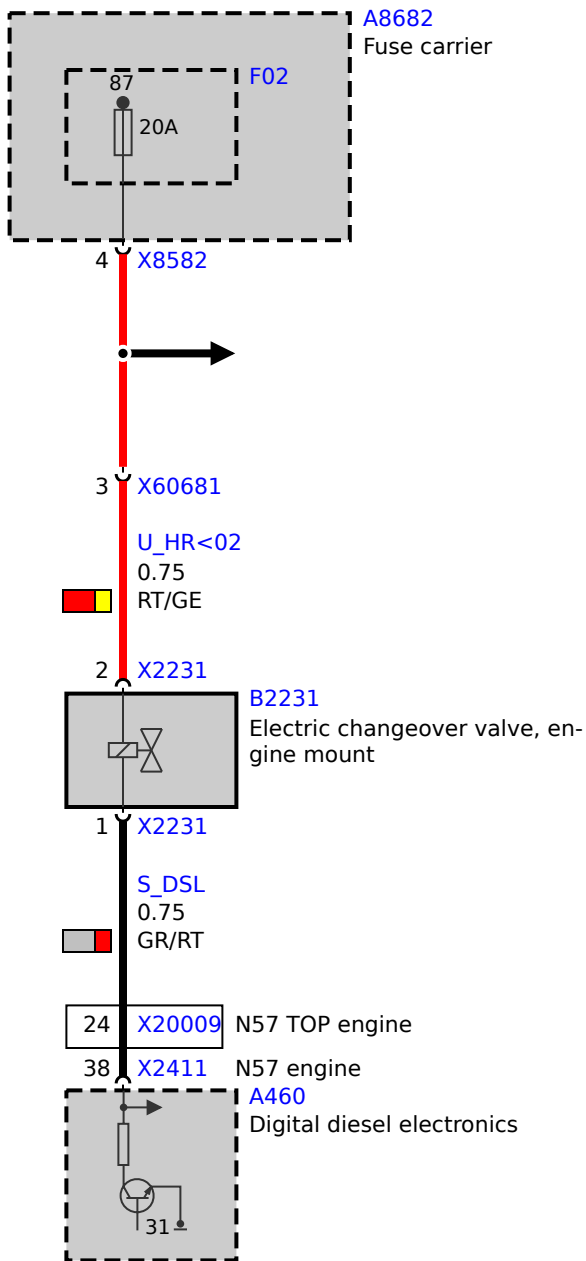 A8682
Fuse carrier
F02
87
20A
4 X8582
3 X60681
U_HR<02
0.75
RT/GE
2 X2231
B2231
Electric changeover valve, en-
gine mount
1 X2231
S_DSL
0.75
GR/RT
24 X20009 N57 TOP engine
38 X2411 N57 engine
A460
Digital diesel electronics
31